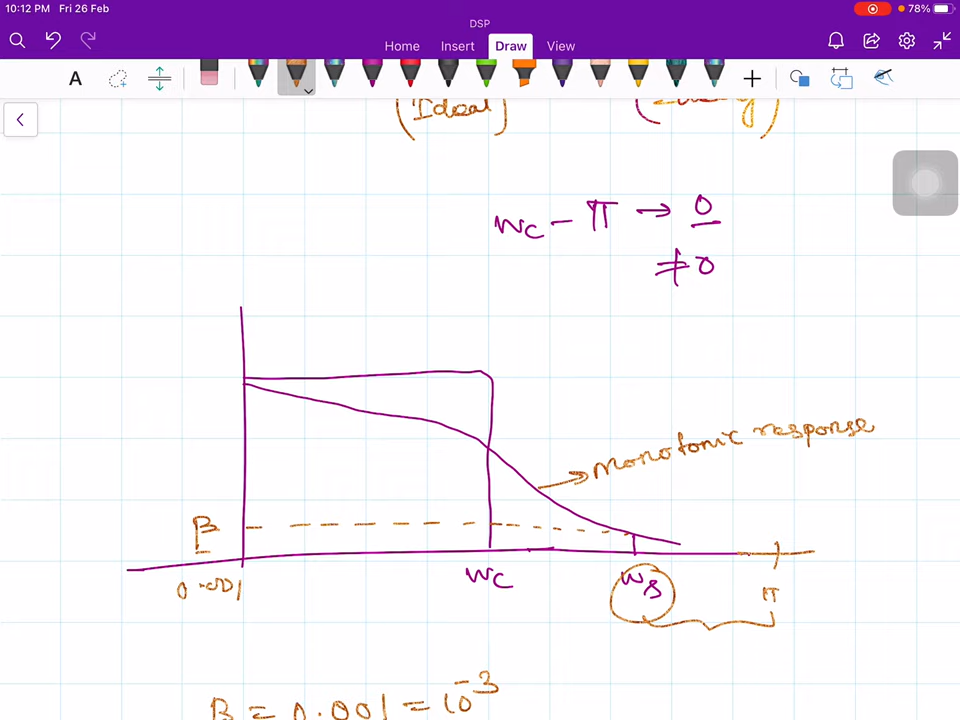 10:12 PM Fri 26 Feb
78%
DSP
Home Insert Draw View
A
(Ideal)
wc - π → 0
≠ 0
Monotonic response
β
0.001
wc
ws
π
β = 0.001 = 10^-3